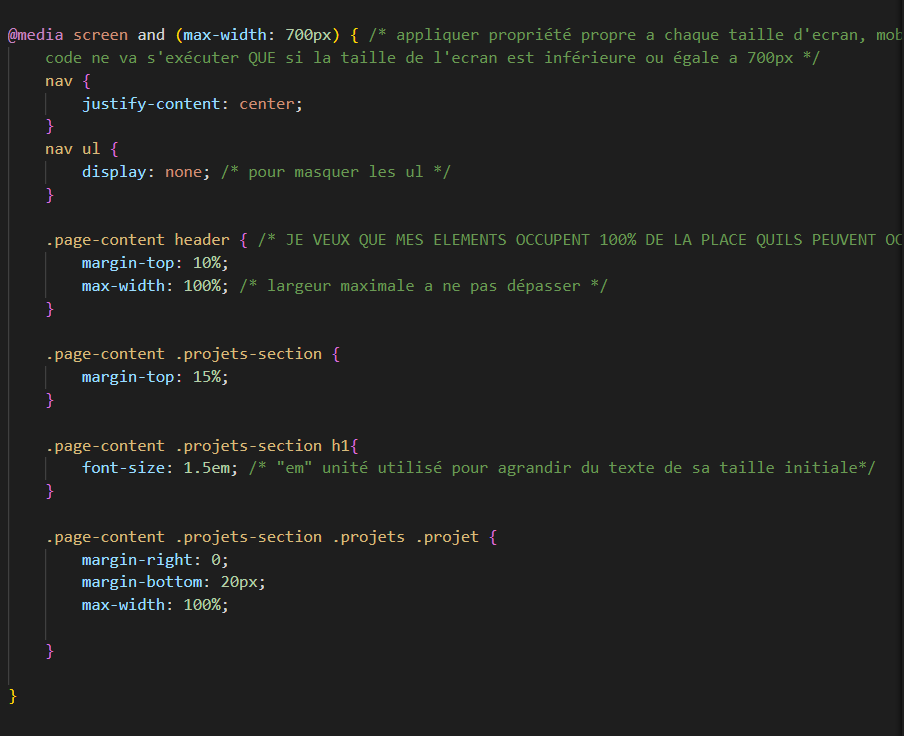 @media screen and (max-width: 700px) { /* appliquer propriété propre a chaque taille d'ecran,
code ne va s'exécuter QUE si la taille de l'ecran est inférieure ou égale a 700px */
nav {
justify-content: center;
}
nav ul {
display: none; /* pour masquer les ul */
}
.page-content header { /* JE VEUX QUE MES ELEMENTS OCCUPENT 100% DE LA PLACE QUILS PEUVENT
margin-top: 10%;
max-width: 100%; /* largeur maximale a ne pas dépasser */
}
.page-content .projets-section {
margin-top: 15%;
}
.page-content .projets-section h1{
font-size: 1.5em; /* "em" unité utilisé pour agrandir du texte de sa taille initiale*/
}
.page-content .projets-section .projets .projet {
margin-right: 0;
margin-bottom: 20px;
max-width: 100%;
}
}